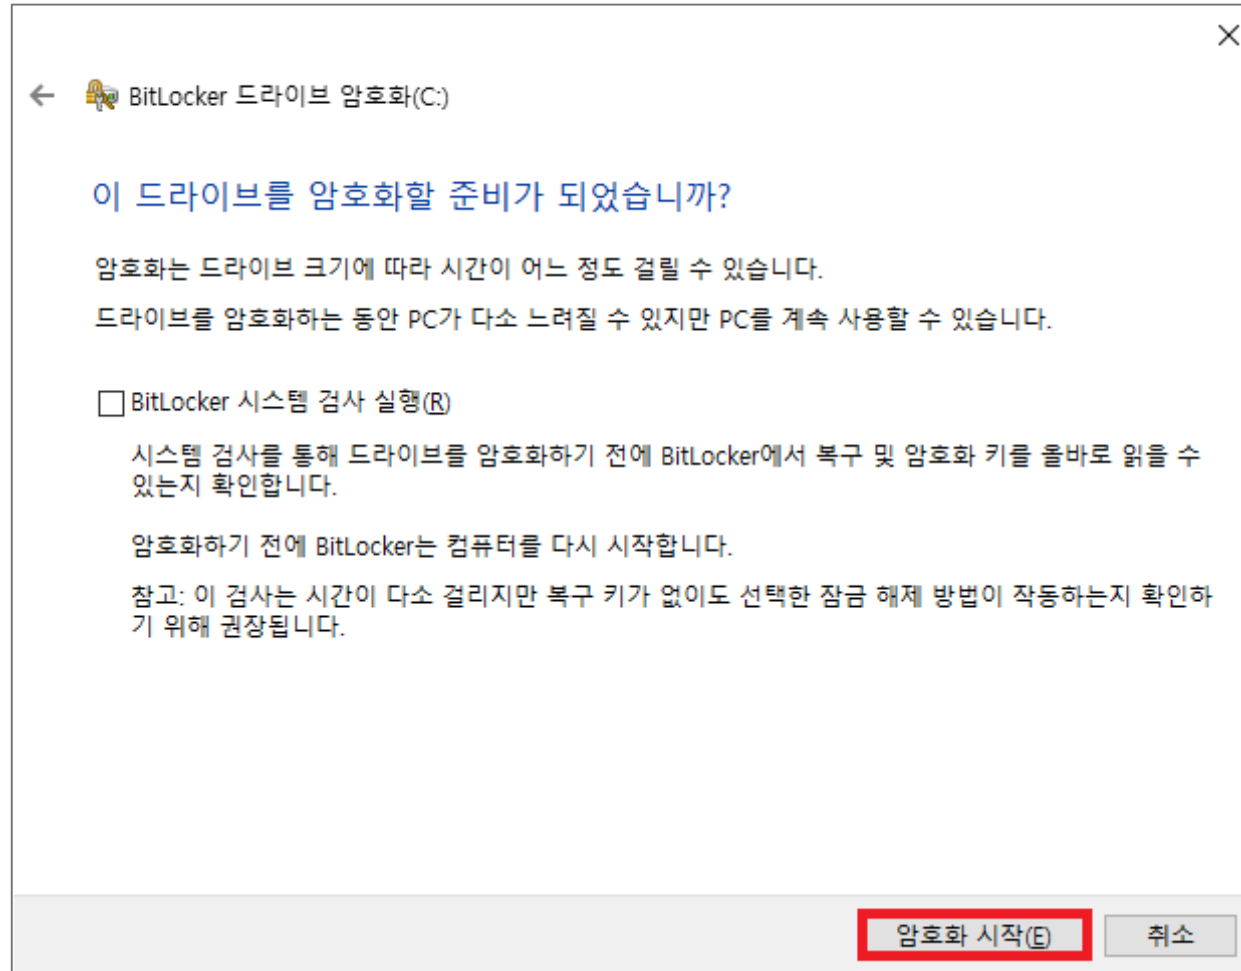 BitLocker 드라이브 암호화(C:)
이 드라이브를 암호화할 준비가 되었습니까?
암호화는 드라이브 크기에 따라 시간이 어느 정도 걸릴 수 있습니다.
드라이브를 암호화하는 동안 PC가 다소 느려질 수 있지만 PC를 계속 사용할 수 있습니다.
BitLocker 시스템 검사 실행(R)
시스템 검사를 통해 드라이브를 암호화하기 전에 BitLocker에서 복구 및 암호화 키를 올바로 읽을 수
있는지 확인합니다.
암호화하기 전에 BitLocker는 컴퓨터를 다시 시작합니다.
참고: 이 검사는 시간이 다소 걸리지만 복구 키가 없이도 선택한 잠금 해제 방법이 작동하는지 확인하
기 위해 권장됩니다.
암호화 시작(E)
취소